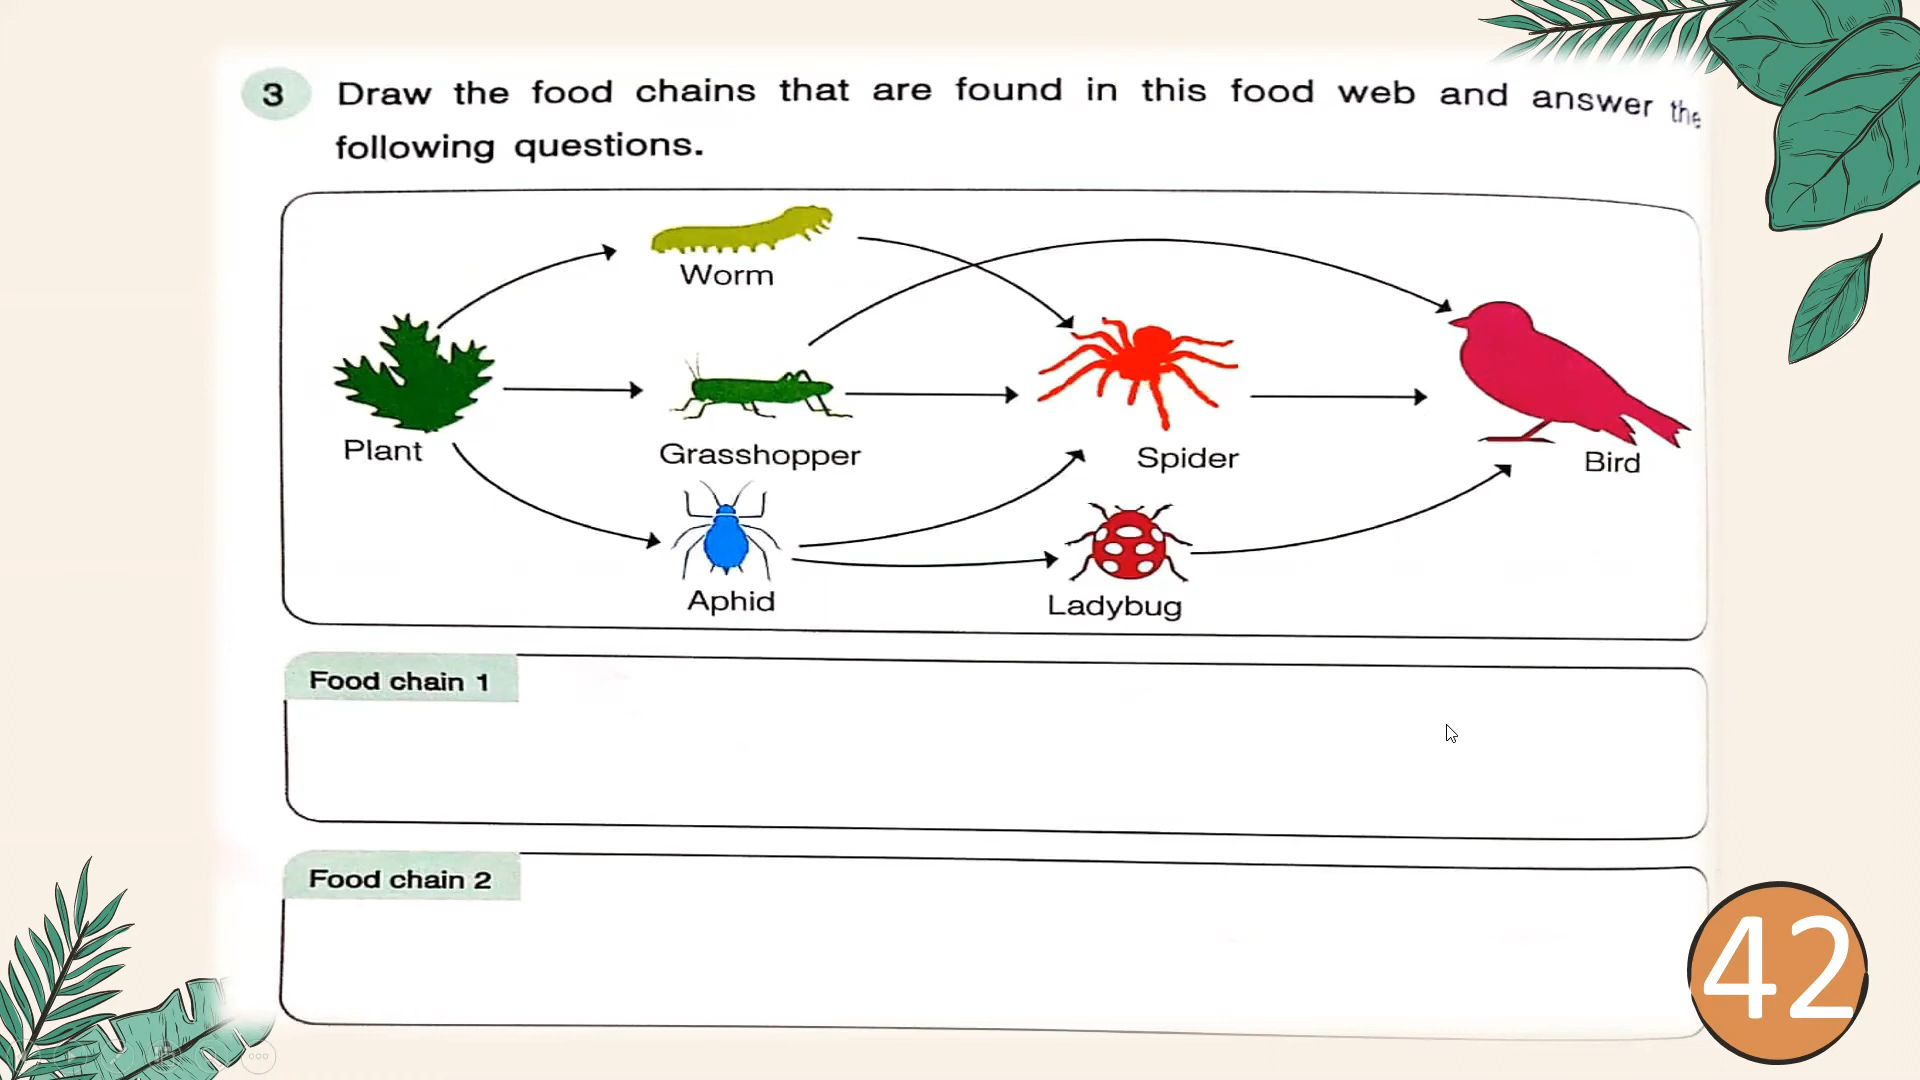 3 Draw the food chains that are found in this food web and answer the
following questions.
Worm
Plant
Grasshopper
Spider
Bird
Aphid
Ladybug
Food chain 1
Food chain 2
42